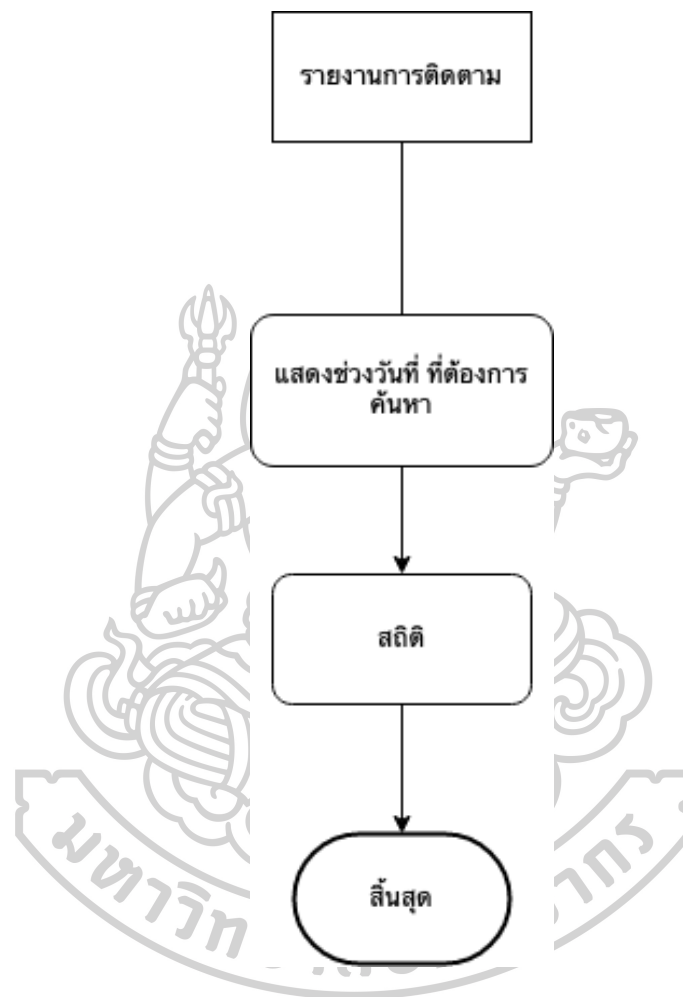 รายงานการติดตาม
แสดงช่วงวันที่ ที่ต้องการ
ค้นหา
สถิติ
สิ้นสุด